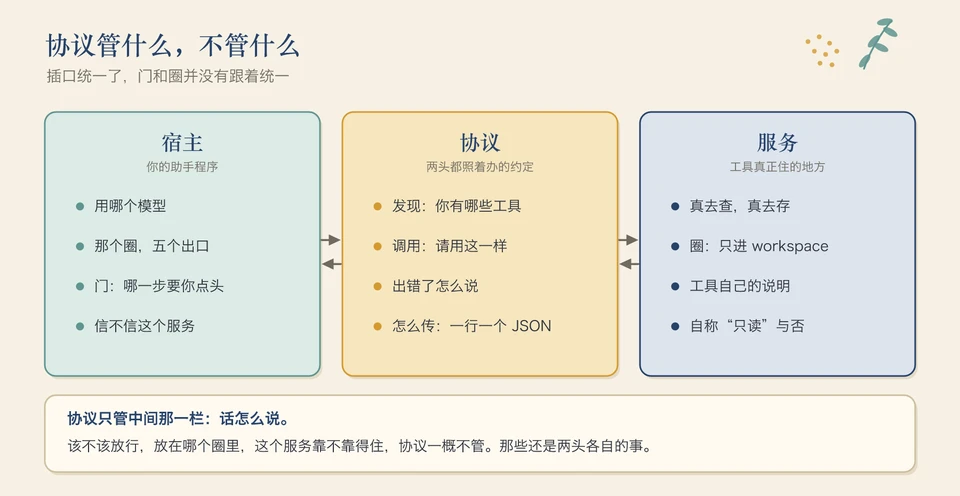 协议管什么，不管什么
插口统一了，门和圈并没有跟着统一
宿主
你的助手程序
用哪个模型
那个圈，五个出口
门：哪一步要你点头
信不信这个服务
协议
两头都照着办的约定
发现：你有哪些工具
调用：请用这一样
出错了怎么说
怎么传：一行一个 JSON
服务
工具真正住的地方
真去查，真去存
圈：只进 workspace
工具自己的说明
自称“只读”与否
协议只管中间那一栏：话怎么说。
该不该放行，放在哪个圈里，这个服务靠不靠得住，协议一概不管。那些还是两头各自的事。